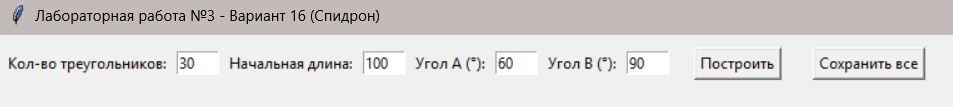 Лабораторная работа №3 - Вариант 16 (Спидрон)
Кол-во треугольников: 30 Начальная длина: 100 Угол A (°): 60 Угол B (°): 90 Построить Сохранить все